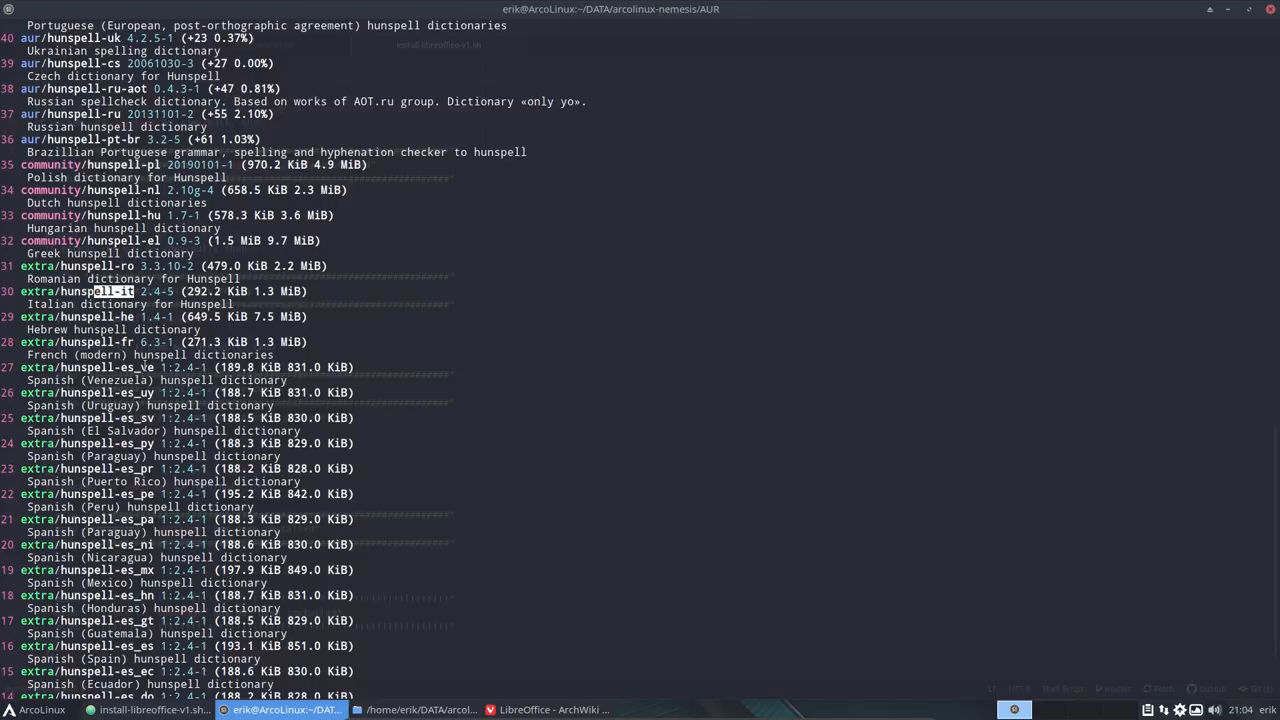 erik@ArcoLinux:~/DATA/arcolinux-nemesis/AUR
Portuguese (European, post-orthographic agreement) hunspell dictionaries
install-libreoffice-v1.sh
40 aur/hunspell-uk 4.2.5-1 (+23 0.37%)
Ukrainian spelling dictionary
39 aur/hunspell-cs 20061030-3 (+27 0.00%)
Czech dictionary for Hunspell
38 aur/hunspell-ru-aot 0.4.3-1 (+47 0.81%)
Russian spellcheck dictionary. Based on works of AOT.ru group. Dictionary «only yo».
37 aur/hunspell-ru 20131101-2 (+55 2.10%)
Russian hunspell dictionary
36 aur/hunspell-pt-br 3.2-5 (+61 1.03%)
Brazillian Portuguese grammar, spelling and hyphenation checker to hunspell
35 community/hunspell-pl 20190101-1 (970.2 KiB 4.9 MiB)
Polish dictionary for Hunspell
34 community/hunspell-nl 2.10g-4 (658.5 KiB 2.3 MiB)
Dutch hunspell dictionaries
33 community/hunspell-hu 1.7-1 (578.3 KiB 3.6 MiB)
Hungarian hunspell dictionary
32 community/hunspell-el 0.9-3 (1.5 MiB 9.7 MiB)
Greek hunspell dictionary
31 extra/hunspell-ro 3.3.10-2 (479.0 KiB 2.2 MiB)
Romanian dictionary for Hunspell
30 extra/hunspell-it 2.4-5 (292.2 KiB 1.3 MiB)
Italian dictionary for Hunspell
29 extra/hunspell-he 1.4-1 (649.5 KiB 7.5 MiB)
Hebrew hunspell dictionary
28 extra/hunspell-fr 6.3-1 (271.3 KiB 1.3 MiB)
French (modern) hunspell dictionaries
27 extra/hunspell-es_ve 1:2.4-1 (189.8 KiB 831.0 KiB)
Spanish (Venezuela) hunspell dictionary
26 extra/hunspell-es_uy 1:2.4-1 (188.7 KiB 831.0 KiB)
Spanish (Uruguay) hunspell dictionary
25 extra/hunspell-es_sv 1:2.4-1 (188.5 KiB 830.0 KiB)
Spanish (El Salvador) hunspell dictionary
24 extra/hunspell-es_py 1:2.4-1 (188.3 KiB 829.0 KiB)
Spanish (Paraguay) hunspell dictionary
23 extra/hunspell-es_pr 1:2.4-1 (188.2 KiB 828.0 KiB)
Spanish (Puerto Rico) hunspell dictionary
22 extra/hunspell-es_pe 1:2.4-1 (195.2 KiB 842.0 KiB)
Spanish (Peru) hunspell dictionary
21 extra/hunspell-es_pa 1:2.4-1 (188.3 KiB 829.0 KiB)
Spanish (Paraguay) hunspell dictionary
20 extra/hunspell-es_ni 1:2.4-1 (188.6 KiB 830.0 KiB)
Spanish (Nicaragua) hunspell dictionary
19 extra/hunspell-es_mx 1:2.4-1 (197.9 KiB 849.0 KiB)
Spanish (Mexico) hunspell dictionary
18 extra/hunspell-es_hn 1:2.4-1 (188.7 KiB 831.0 KiB)
Spanish (Honduras) hunspell dictionary
17 extra/hunspell-es_gt 1:2.4-1 (188.5 KiB 829.0 KiB)
Spanish (Guatemala) hunspell dictionary
16 extra/hunspell-es_es 1:2.4-1 (193.1 KiB 851.0 KiB)
Spanish (Spain) hunspell dictionary
15 extra/hunspell-es_ec 1:2.4-1 (188.6 KiB 830.0 KiB)
Spanish (Ecuador) hunspell dictionary
14 extra/hunspell-es_do 1:2.4-1 (188.2 KiB 828.0 KiB)
ArcoLinux install-libreoffice-v1.sh... erik@ArcoLinux:~/DAT... /home/erik/DATA/arcol... LibreOffice - ArchWiki ... 21:04 erik